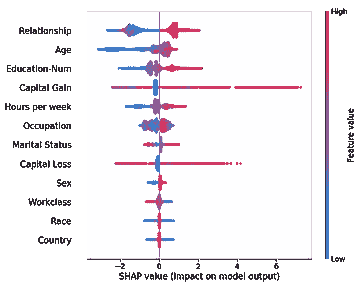 High
Relationship
Age
Education-Num
Capital Gain
Hours per week
Occupation
Marital Status
Capital Loss
Sex
Workclass
Race
Country
Feature value
Low
−2 0 2 4 6
SHAP value (impact on model output)